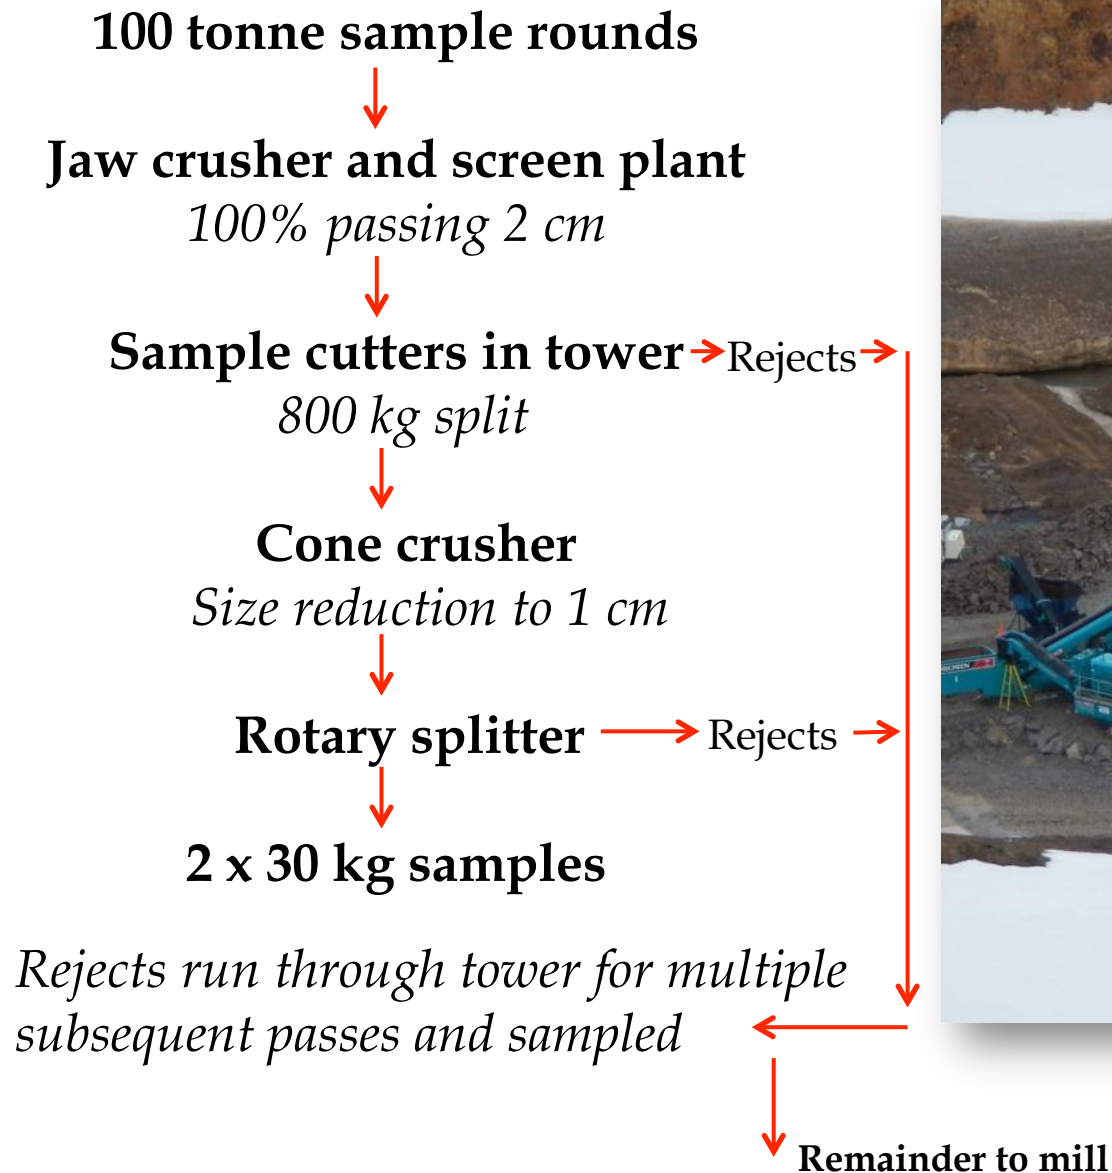 100 tonne sample rounds
Jaw crusher and screen plant
100% passing 2 cm
Sample cutters in tower
Rejects
800 kg split
Cone crusher
Size reduction to 1 cm
Rotary splitter
Rejects
2 x 30 kg samples
Rejects run through tower for multiple
subsequent passes and sampled
Remainder to mill